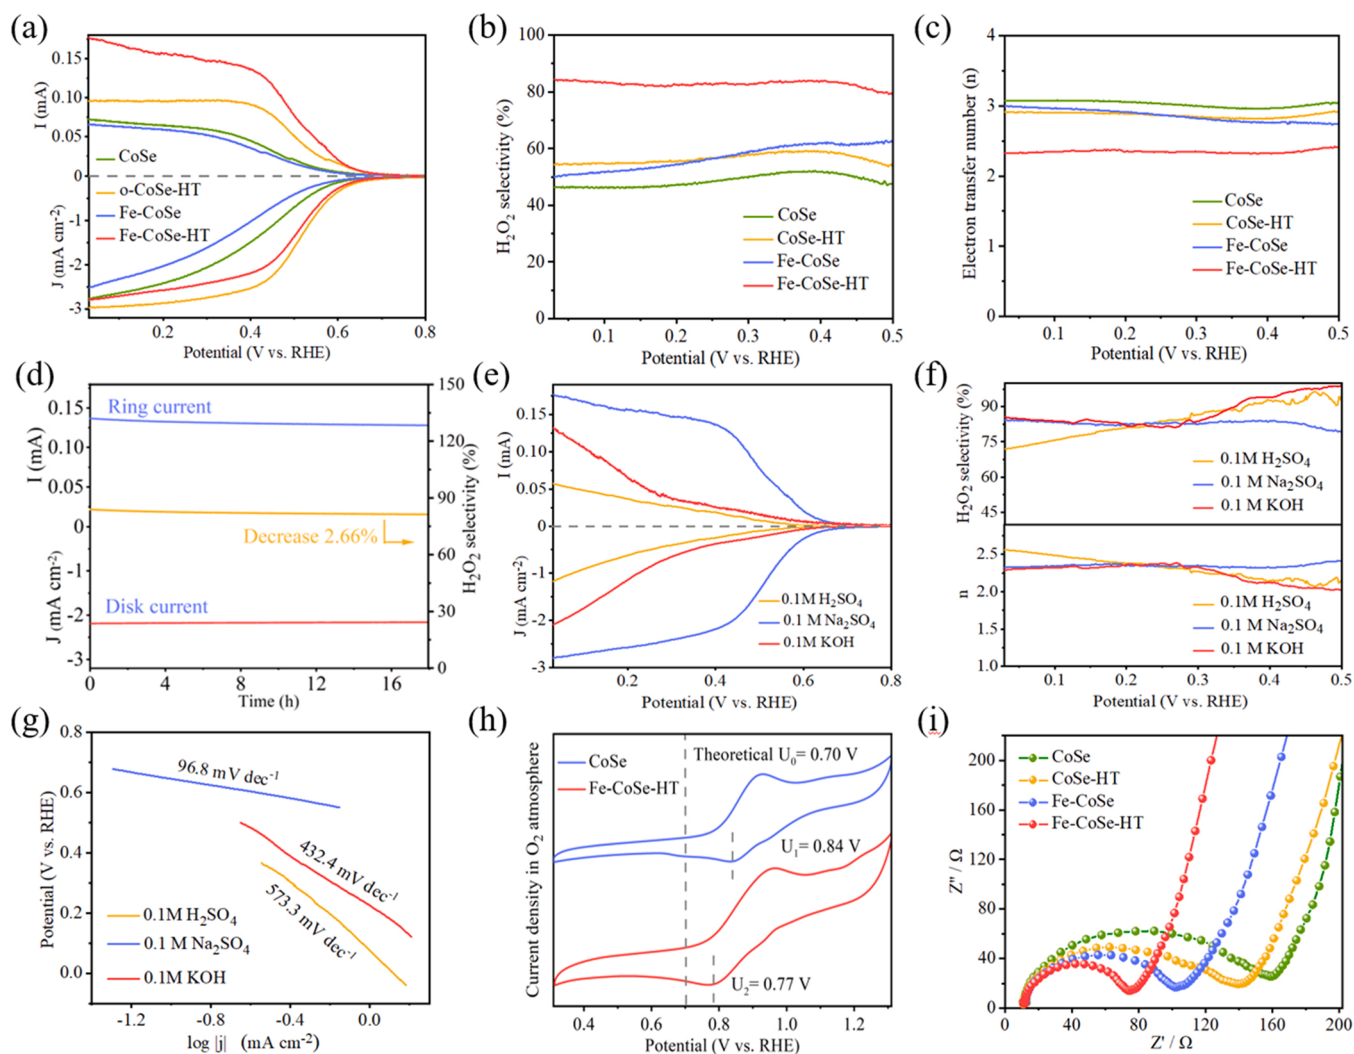 (a)
I (mA)
J (mA cm-2)
0.15
0.10
0.05
0
-1
-2
-3
CoSe
o-CoSe-HT
Fe-CoSe
Fe-CoSe-HT
0.2 0.4 0.6 0.8
Potential (V vs. RHE)
(b)
H2O2 selectivity (%)
100
80
60
40
20
0
CoSe
CoSe-HT
Fe-CoSe
Fe-CoSe-HT
0.1 0.2 0.3 0.4 0.5
Potential (V vs. RHE)
(c)
Electron transfer number (n)
4
3
2
1
0
CoSe
CoSe-HT
Fe-CoSe
Fe-CoSe-HT
0.1 0.2 0.3 0.4 0.5
Potential (V vs. RHE)
(d)
I (mA)
J (mA cm-2)
0.15
0.10
0.05
0
-1
-2
-3
Ring current
Decrease 2.66%
Disk current
150
120
90
60
30
0
H2O2 selectivity (%)
0 4 8 12 16
Time (h)
(e)
I (mA)
J (mA cm-2)
0.15
0.10
0.05
0
-1
-2
-3
0.1M H2SO4
0.1 M Na2SO4
0.1M KOH
0.2 0.4 0.6 0.8
Potential (V vs. RHE)
(f)
H2O2 selectivity (%)
90
75
60
45
0.1M H2SO4
0.1 M Na2SO4
0.1 M KOH
n
2.5
2.0
1.5
1.0
0.1M H2SO4
0.1 M Na2SO4
0.1 M KOH
0.1 0.2 0.3 0.4 0.5
Potential (V vs. RHE)
(g)
Potential (V vs. RHE)
0.8
0.6
0.4
0.2
0.0
96.8 mV dec-1
432.4 mV dec-1
573.3 mV dec-1
0.1M H2SO4
0.1 M Na2SO4
0.1M KOH
-1.2 -0.8 -0.4 0.0
log |j| (mA cm-2)
(h)
Current density in O2 atmosphere
CoSe
Fe-CoSe-HT
Theoretical U0= 0.70 V
U1= 0.84 V
U2= 0.77 V
0.4 0.6 0.8 1.0 1.2
Potential (V vs. RHE)
(i)
Z'' / Ω
200
160
120
80
40
0
CoSe
CoSe-HT
Fe-CoSe
Fe-CoSe-HT
0 40 80 120 160 200
Z' / Ω